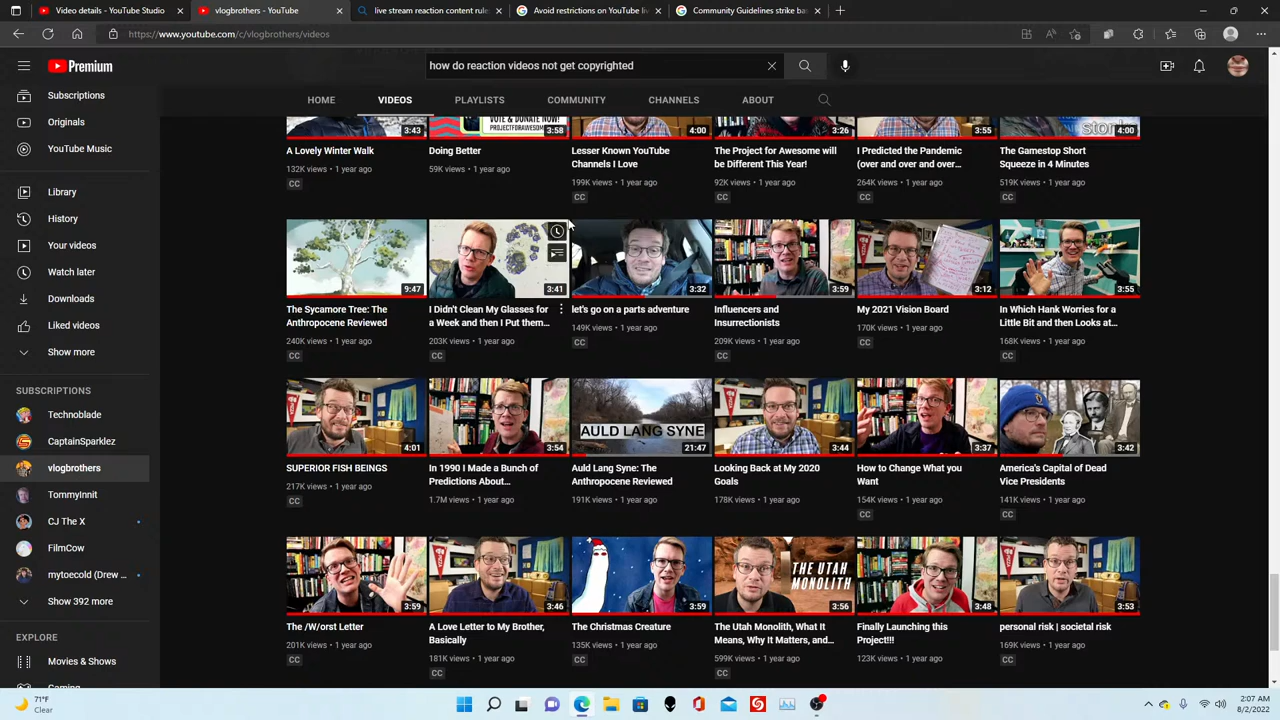 Video details - YouTube Studio
vlogbrothers - YouTube
live stream reaction content rule
Avoid restrictions on YouTube liv
Community Guidelines strike ba
https://www.youtube.com/c/vlogbrothers/videos
Premium
how do reaction videos not get copyrighted
HOME VIDEOS PLAYLISTS COMMUNITY CHANNELS ABOUT
Subscriptions
Originals
YouTube Music
Library
History
Your videos
Watch later
Downloads
Liked videos
Show more
SUBSCRIPTIONS
Technoblade
CaptainSparklez
vlogbrothers
TommyInnit
CJ The X
FilmCow
mytoecold (Drew ...
Show 392 more
EXPLORE
Movies & Shows
Gaming
3:43
A Lovely Winter Walk
132K views • 1 year ago
CC
VOTE & DONATE NOW!
PROJECTFORAWESOME
3:58
Doing Better
59K views • 1 year ago
4:00
Lesser Known YouTube
Channels I Love
199K views • 1 year ago
CC
3:26
The Project for Awesome will
be Different This Year!
92K views • 1 year ago
CC
3:55
I Predicted the Pandemic
(over and over and over...
264K views • 1 year ago
CC
4:00
The Gamestop Short
Squeeze in 4 Minutes
519K views • 1 year ago
CC
9:47
The Sycamore Tree: The
Anthropocene Reviewed
240K views • 1 year ago
CC
3:41
I Didn't Clean My Glasses for
a Week and then I Put them...
203K views • 1 year ago
CC
3:32
let's go on a parts adventure
149K views • 1 year ago
3:59
Influencers and
Insurrectionists
209K views • 1 year ago
CC
3:12
My 2021 Vision Board
170K views • 1 year ago
CC
3:55
In Which Hank Worries for a
Little Bit and then Looks at...
168K views • 1 year ago
CC
4:01
SUPERIOR FISH BEINGS
217K views • 1 year ago
CC
3:54
In 1990 I Made a Bunch of
Predictions About...
1.7M views • 1 year ago
AULD LANG SYNE
21:47
Auld Lang Syne: The
Anthropocene Reviewed
191K views • 1 year ago
3:44
Looking Back at My 2020
Goals
178K views • 1 year ago
3:37
How to Change What you
Want
154K views • 1 year ago
CC
3:42
America's Capital of Dead
Vice Presidents
141K views • 1 year ago
CC
3:59
The /W/orst Letter
201K views • 1 year ago
CC
3:46
A Love Letter to My Brother,
Basically
181K views • 1 year ago
CC
3:59
The Christmas Creature
135K views • 1 year ago
CC
THE UTAH
MONOLITH
3:56
The Utah Monolith, What It
Means, Why It Matters, and...
599K views • 1 year ago
CC
3:48
Finally Launching this
Project!!!
123K views • 1 year ago
3:53
personal risk | societal risk
169K views • 1 year ago
CC
71°F
Clear
2:07 AM
8/2/2022